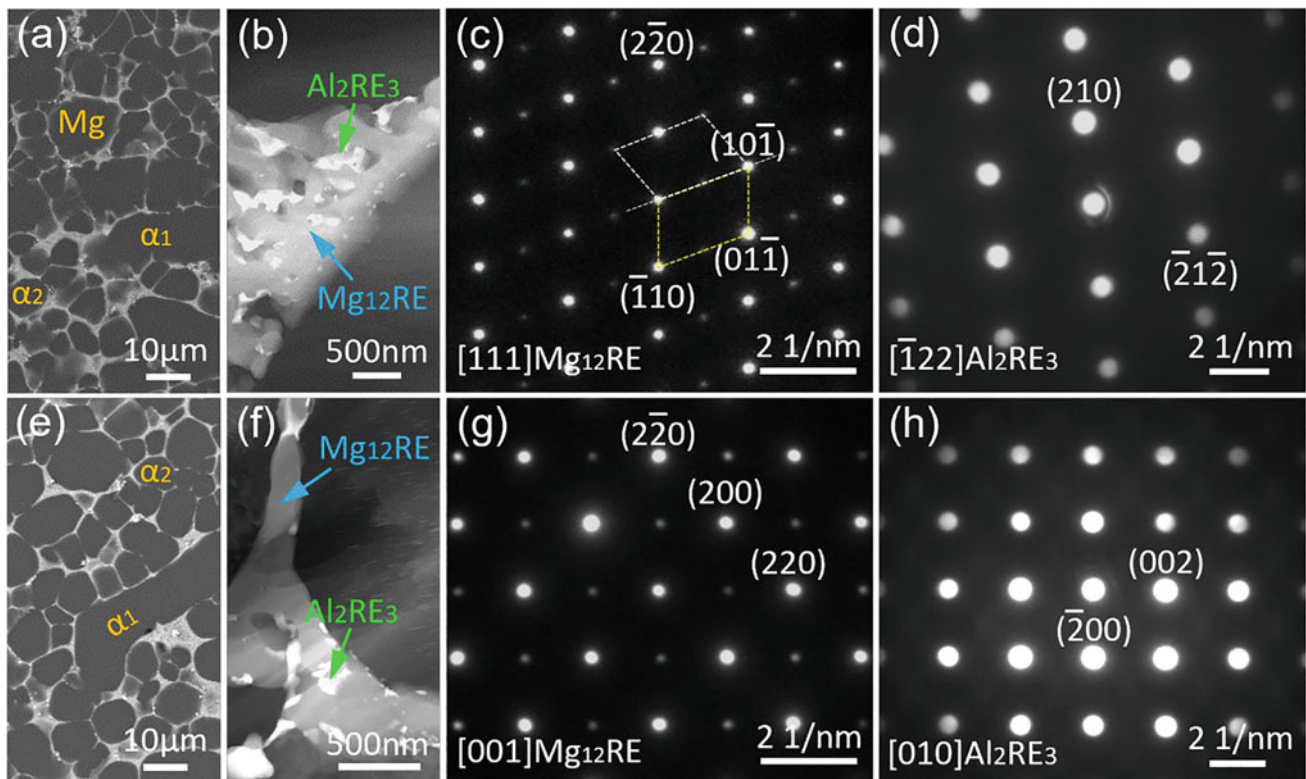 (a)
Mg
α1
α2
10μm
(b)
Al2RE3
Mg12RE
500nm
(c)
(22̅0)
(101̅)
(011̅)
(1̅10)
[111]Mg12RE
2 1/nm
(d)
(210)
(2̅12̅)
[1̅22]Al2RE3
2 1/nm
(e)
α2
α1
10μm
(f)
Mg12RE
Al2RE3
500nm
(g)
(22̅0)
(200)
(220)
[001]Mg12RE
2 1/nm
(h)
(002)
(2̅00)
[010]Al2RE3
2 1/nm